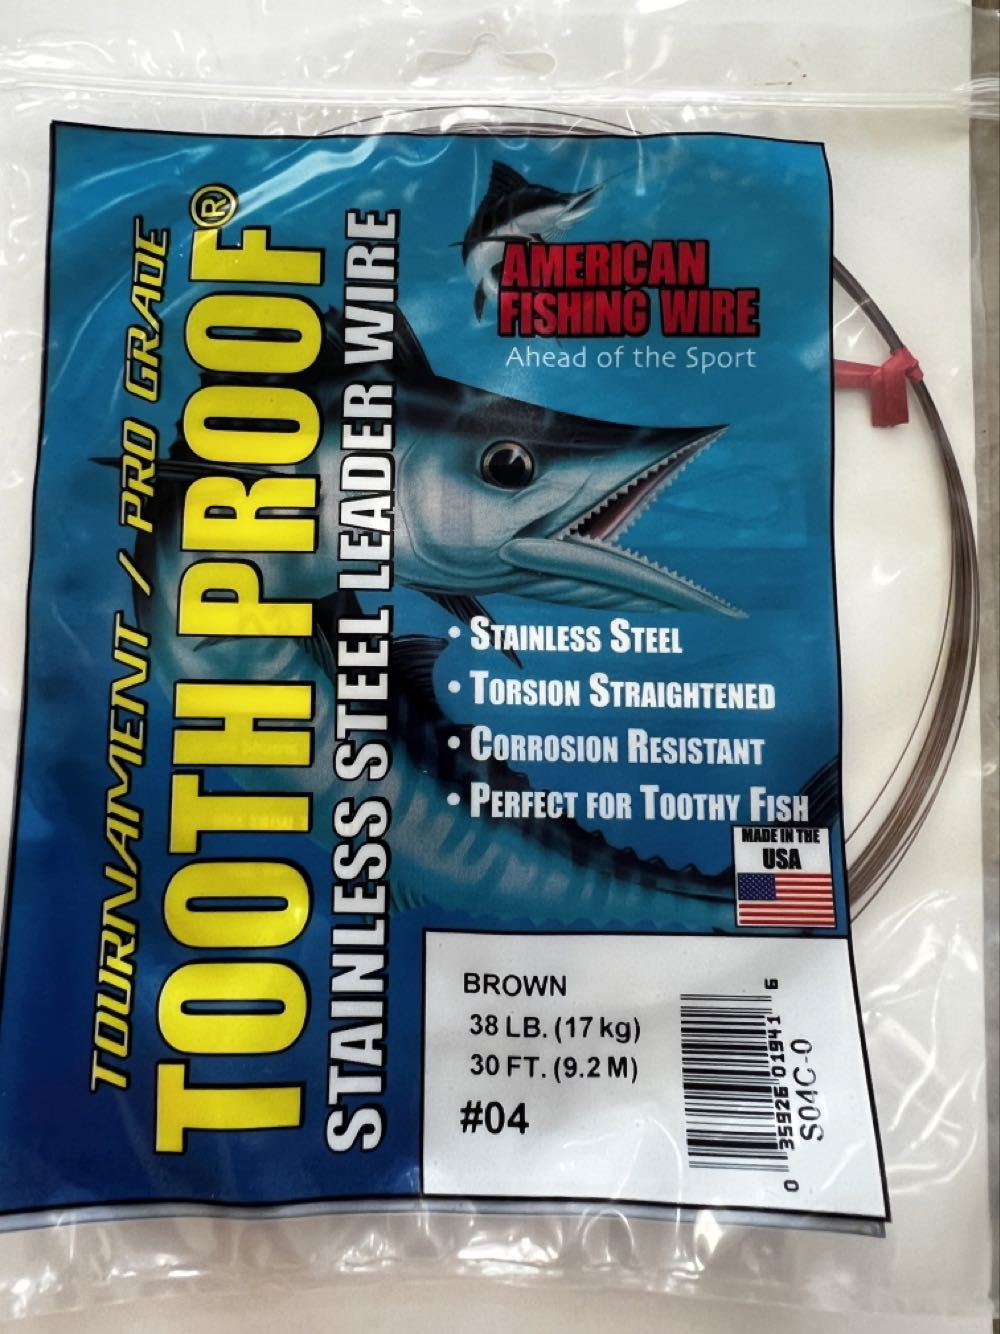 TOURNAMENT / PRO GRADE
TOOTH PROOF®
STAINLESS STEEL LEADER WIRE
AMERICAN
FISHING WIRE
Ahead of the Sport
• STAINLESS STEEL
• TORSION STRAIGHTENED
• CORROSION RESISTANT
• PERFECT FOR TOOTHY FISH
MADE IN THE
USA
BROWN
38 LB. (17 kg)
30 FT. (9.2 M)
#04
0 35926 01941 6
S04C-0